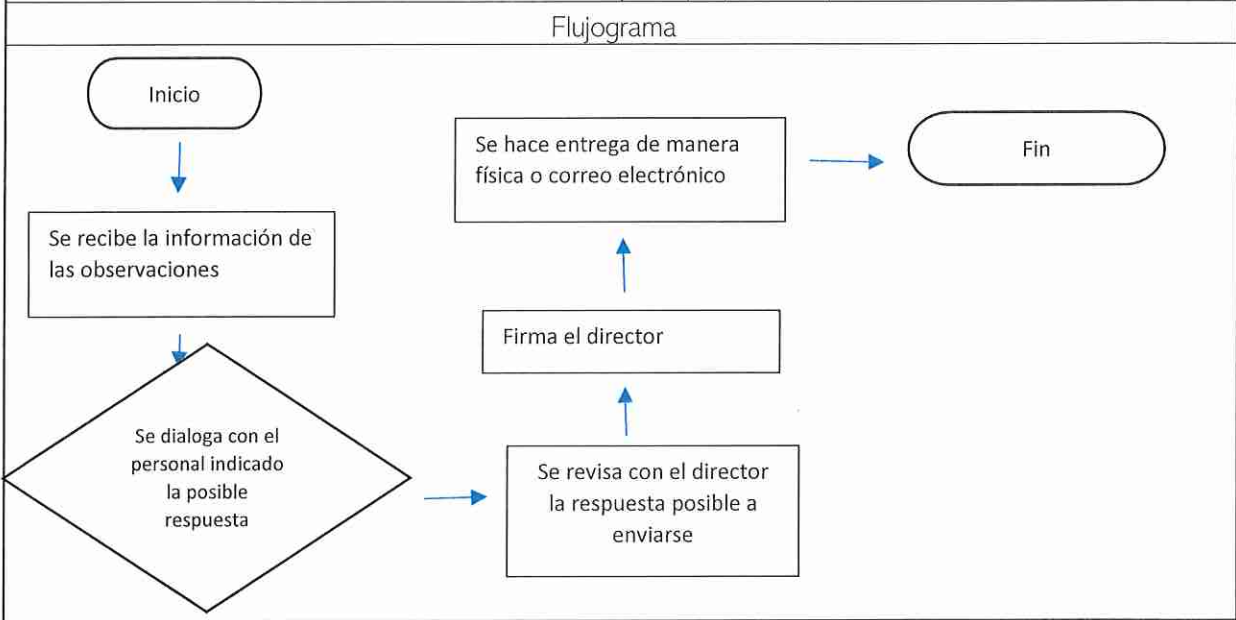 Flujograma
Inicio
Se recibe la información de
las observaciones
Se dialoga con el
personal indicado
la posible
respuesta
Se revisa con el director
la respuesta posible a
enviarse
Firma el director
Se hace entrega de manera
física o correo electrónico
Fin